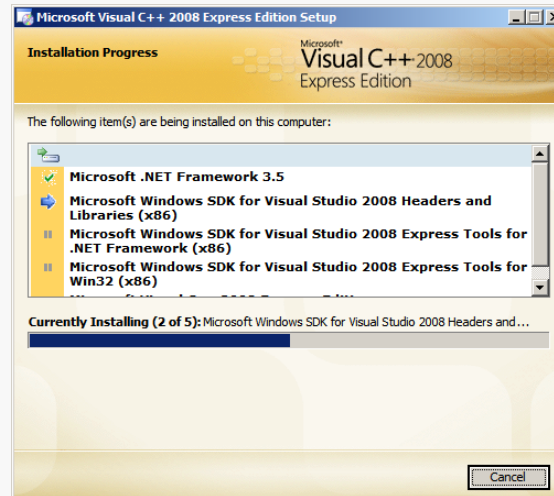 Microsoft Visual C++ 2008 Express Edition Setup
Installation Progress
Microsoft®
Visual C++ 2008
Express Edition
The following item(s) are being installed on this computer:
Microsoft .NET Framework 3.5
Microsoft Windows SDK for Visual Studio 2008 Headers and
Libraries (x86)
Microsoft Windows SDK for Visual Studio 2008 Express Tools for
.NET Framework (x86)
Microsoft Windows SDK for Visual Studio 2008 Express Tools for
Win32 (x86)
Currently Installing (2 of 5): Microsoft Windows SDK for Visual Studio 2008 Headers and...
Cancel